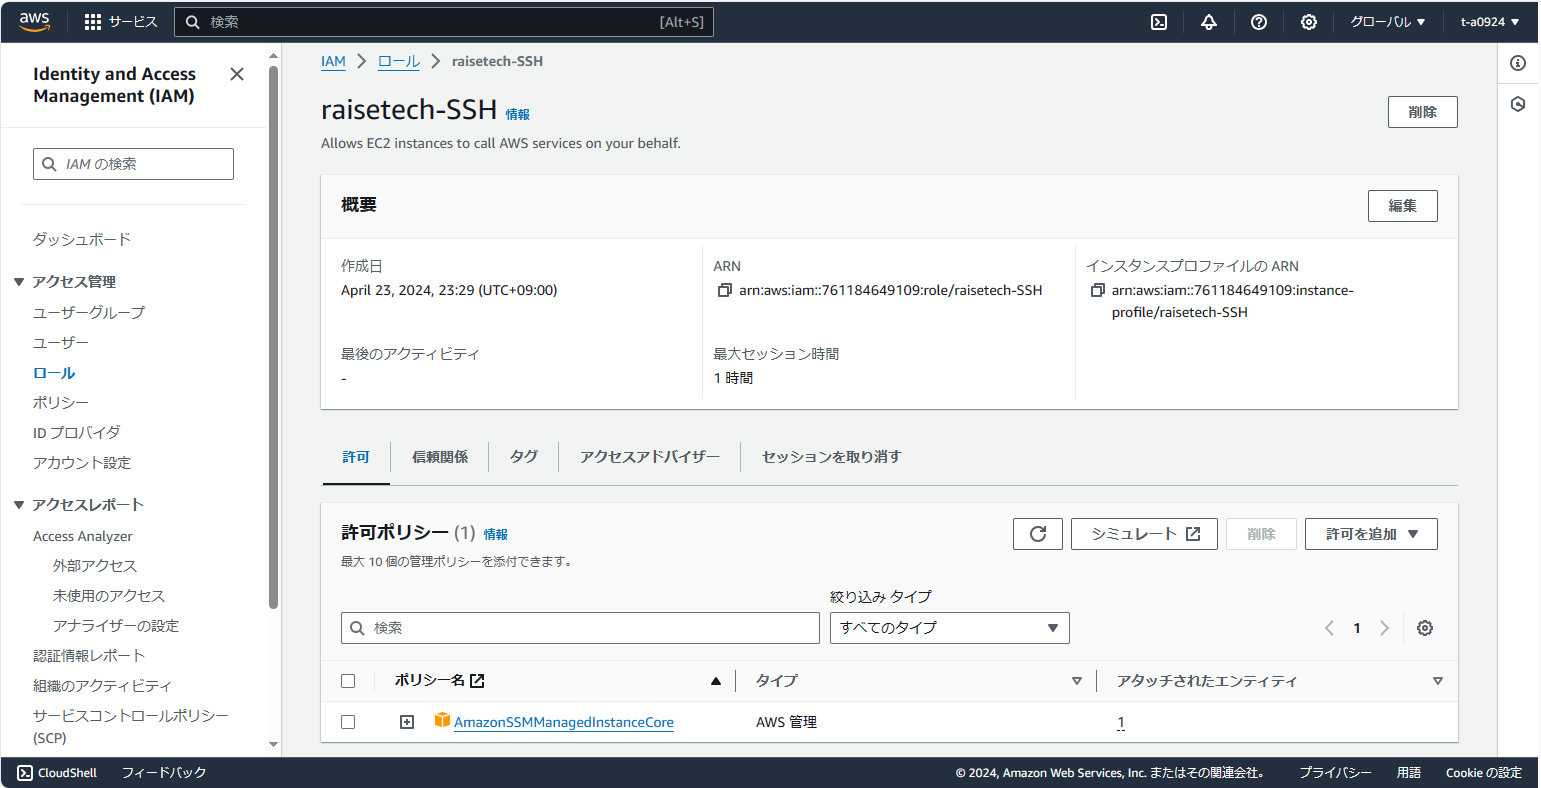 aws
サービス
検索
[Alt+S]
グローバル
t-a0924
Identity and Access
Management (IAM)
IAM の検索
ダッシュボード
アクセス管理
ユーザーグループ
ユーザー
ロール
ポリシー
ID プロバイダ
アカウント設定
アクセスレポート
Access Analyzer
外部アクセス
未使用のアクセス
アナライザーの設定
認証情報レポート
組織のアクティビティ
サービスコントロールポリシー
(SCP)
IAM
ロール
raisetech-SSH
raisetech-SSH 情報
削除
Allows EC2 instances to call AWS services on your behalf.
概要
編集
作成日
April 23, 2024, 23:29 (UTC+09:00)
ARN
arn:aws:iam::761184649109:role/raisetech-SSH
インスタンスプロファイルの ARN
arn:aws:iam::761184649109:instance-
profile/raisetech-SSH
最後のアクティビティ
-
最大セッション時間
1 時間
許可
信頼関係
タグ
アクセスアドバイザー
セッションを取り消す
許可ポリシー (1) 情報
最大 10 個の管理ポリシーを添付できます。
シミュレート
削除
許可を追加
絞り込み タイプ
検索
すべてのタイプ
1
ポリシー名
タイプ
アタッチされたエンティティ
AmazonSSMManagedInstanceCore
AWS 管理
1
CloudShell
フィードバック
© 2024, Amazon Web Services, Inc. またはその関連会社。
プライバシー
用語
Cookie の設定